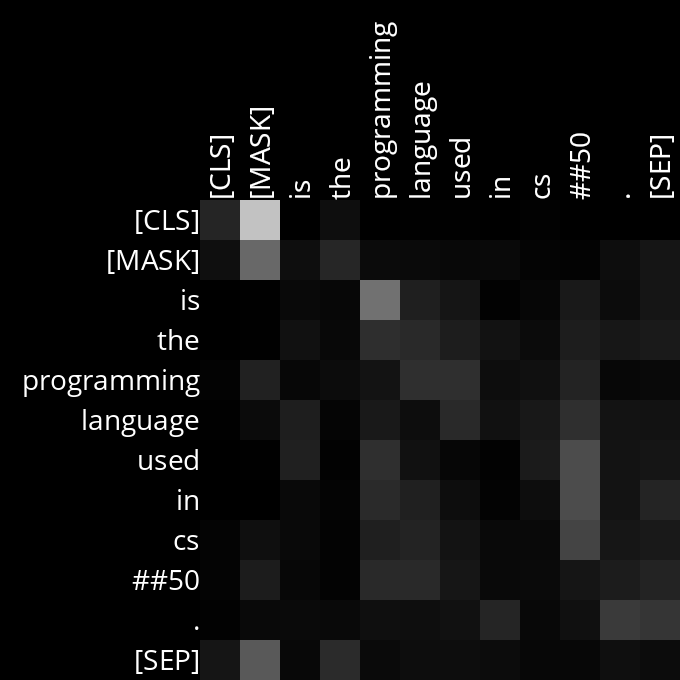 [CLS]
[MASK]
is
the
programming
language
used
in
cs
##50
.
[SEP]
[CLS]
[MASK]
is
the
programming
language
used
in
cs
##50
.
[SEP]